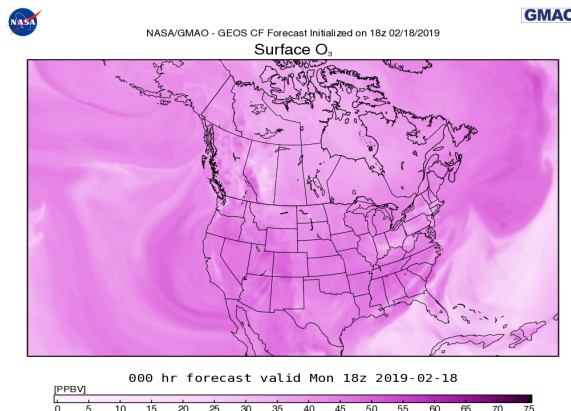 NASA
GMAO
NASA/GMAO - GEOS CF Forecast Initialized on 18z 02/18/2019
Surface O₃
000 hr forecast valid Mon 18z 2019-02-18
[PPBV]
0 5 10 15 20 25 30 35 40 45 50 55 60 65 70 75